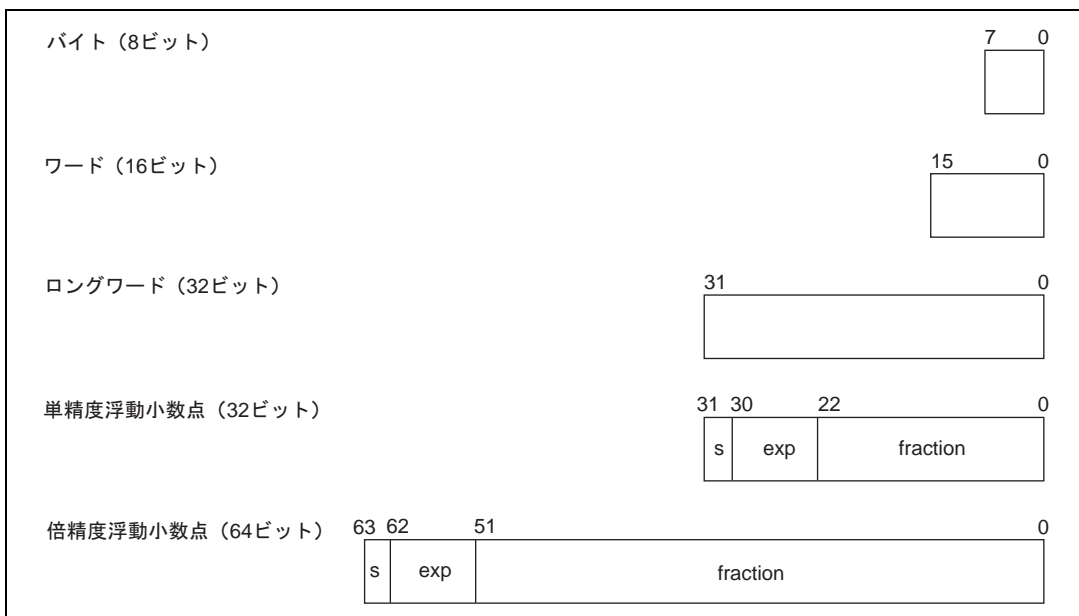 バイト（8ビット）
7 0
ワード（16ビット）
15 0
ロングワード（32ビット）
31 0
単精度浮動小数点（32ビット）
31 30 22 0
s exp fraction
倍精度浮動小数点（64ビット）
63 62 51 0
s exp fraction